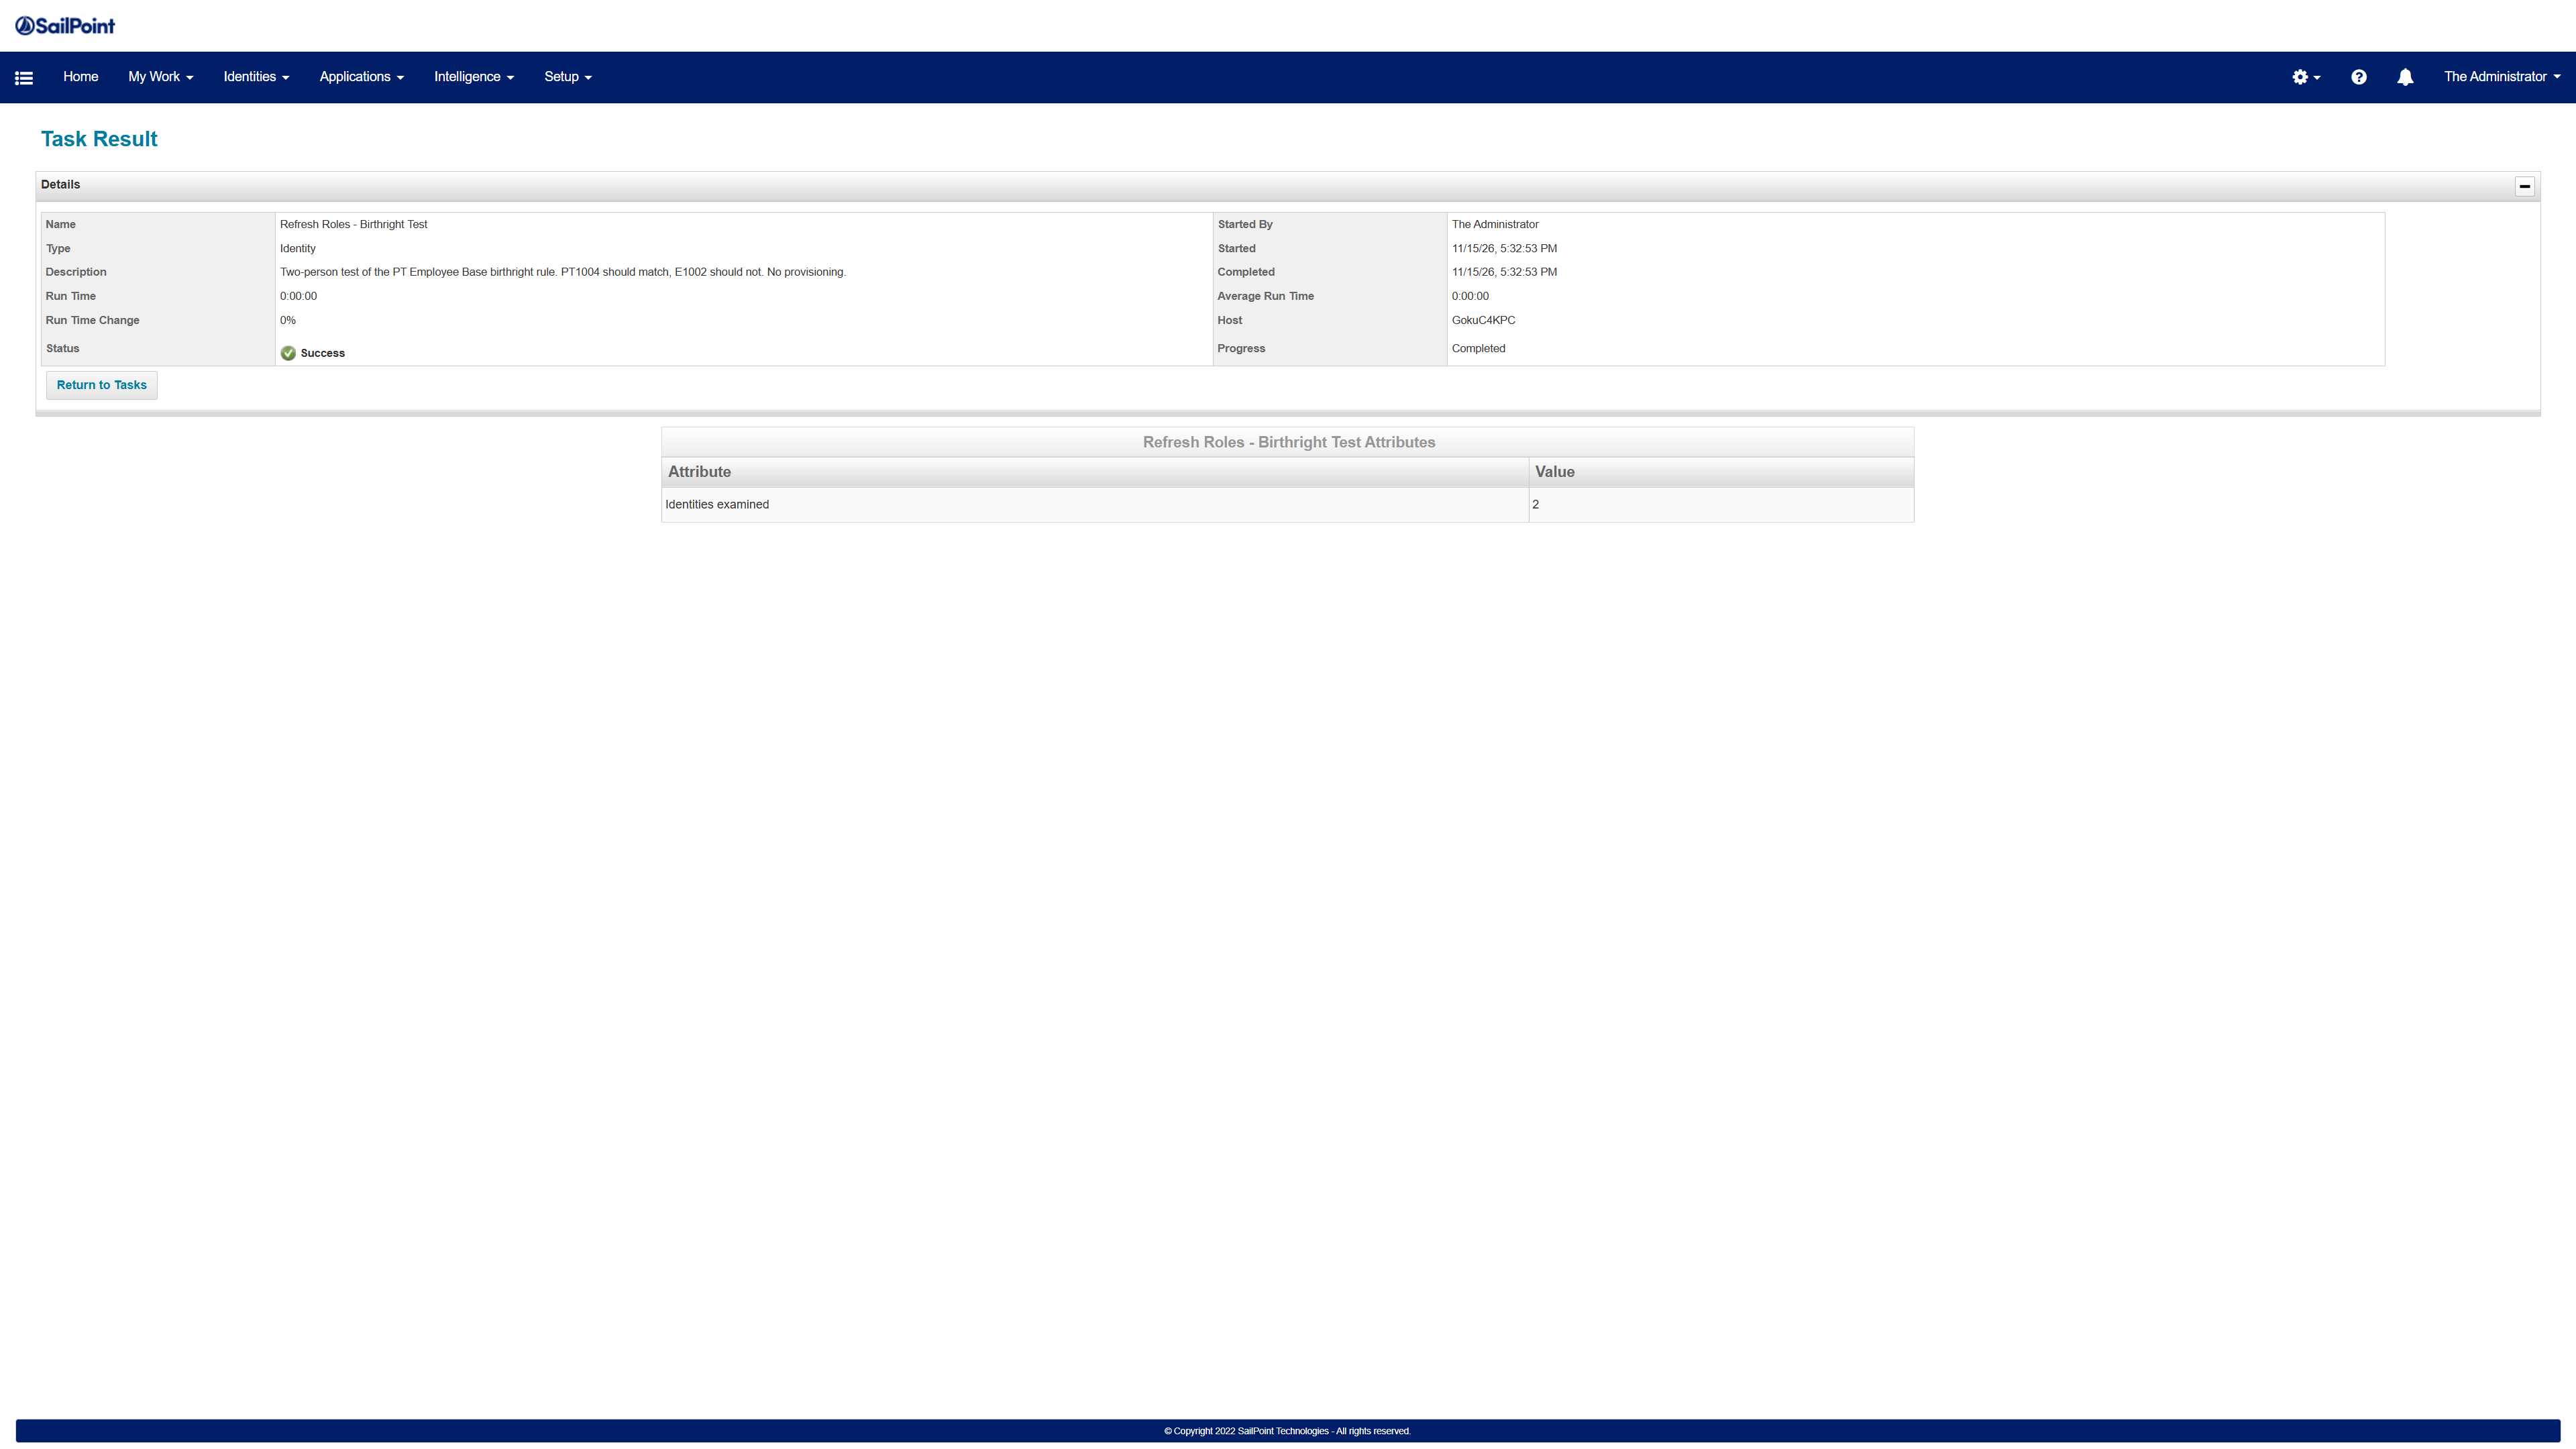 SailPoint
Home My Work Identities Applications Intelligence Setup The Administrator
Task Result
Details
Name Refresh Roles - Birthright Test Started By The Administrator
Type Identity Started 11/15/26, 5:32:53 PM
Description Two-person test of the PT Employee Base birthright rule. PT1004 should match, E1002 should not. No provisioning. Completed 11/15/26, 5:32:53 PM
Run Time 0:00:00 Average Run Time 0:00:00
Run Time Change 0% Host GokuC4KPC
Status Success Progress Completed
Return to Tasks
Refresh Roles - Birthright Test Attributes
Attribute Value
Identities examined 2
© Copyright 2022 SailPoint Technologies - All rights reserved.